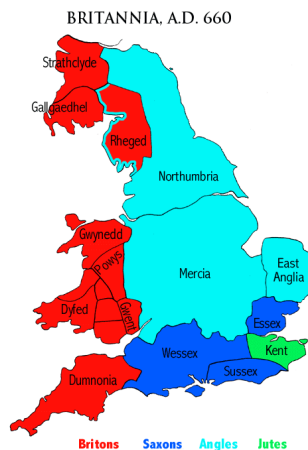 BRITANNIA, A.D. 660
Strathclyde
Gallgaedhel
Rheged
Northumbria
Gwynedd
Powys
Mercia
East
Anglia
Dyfed
Gwent
Essex
Wessex
Kent
Sussex
Dumnonia
Britons Saxons Angles Jutes